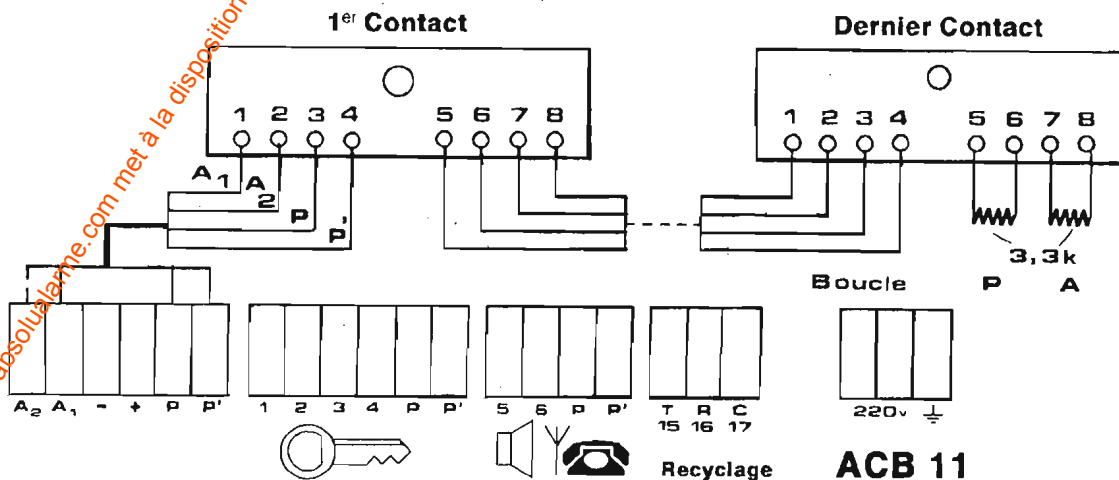 absolualarme.com met à la disposition
1er Contact
Dernier Contact
1 2 3 4 5 6 7 8
1 2 3 4 5 6 7 8
A1 A2 P P'
3,3k
Boucle P A
A2 A1 - + P P'
1 2 3 4 P P'
5 6 P P'
T R C
15 16 17
220v
Recyclage
ACB 11